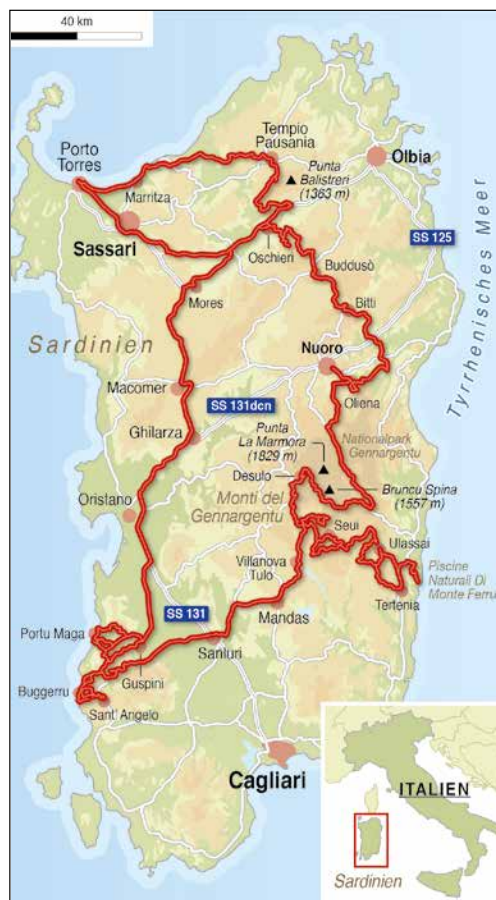 40 km
Porto
Torres
Tempio
Pausania
Punta
Balistreri
(1363 m)
Olbia
Marritza
Sassari
SS 125
Oschieri
Buddusò
Mores
Bitti
Tyrrhenisches Meer
Sardinien
Nuoro
Macomer
SS 131dcn
Oliena
Ghilarza
Punta
La Marmora
(1829 m)
Nationalpark
Gennargentu
Desulo
Monti del
Gennargentu
Bruncu Spina
(1557 m)
Oristano
Seui
Ulassai
Villanova
Tulo
Piscine
Naturali Di
Monte Ferru
SS 131
Tertenia
Mandas
Portu Maga
Sanluri
Guspini
Buggerru
Sant' Angelo
Cagliari
ITALIEN
Sardinien